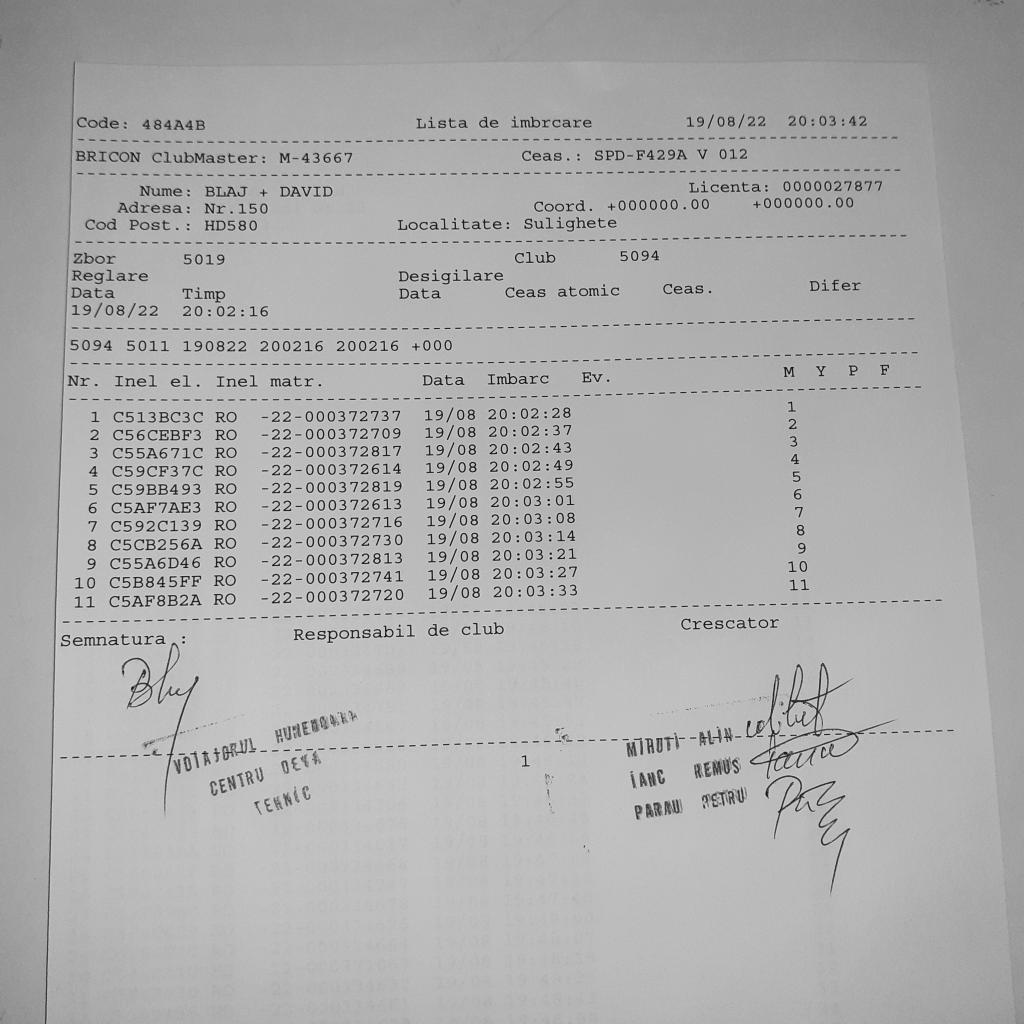 Code: 484A4B Lista de imbrcare 19/08/22 20:03:42
BRICON ClubMaster: M-43667 Ceas.: SPD-F429A V 012
Nume: BLAJ + DAVID Licenta: 0000027877
Adresa: Nr.150 Coord. +000000.00 +000000.00
Cod Post.: HD580 Localitate: Sulighete
Zbor 5019 Club 5094
Reglare Desigilare
Data Timp Data Ceas atomic Ceas. Difer
19/08/22 20:02:16
5094 5011 190822 200216 200216 +000
Nr. Inel el. Inel matr. Data Imbarc Ev. M Y P F
1 C513BC3C RO -22-000372737 19/08 20:02:28 1
2 C56CEBF3 RO -22-000372709 19/08 20:02:37 2
3 C55A671C RO -22-000372817 19/08 20:02:43 3
4 C59CF37C RO -22-000372614 19/08 20:02:49 4
5 C59BB493 RO -22-000372819 19/08 20:02:55 5
6 C5AF7AE3 RO -22-000372613 19/08 20:03:01 6
7 C592C139 RO -22-000372716 19/08 20:03:08 7
8 C5CB256A RO -22-000372730 19/08 20:03:14 8
9 C55A6D46 RO -22-000372813 19/08 20:03:21 9
10 C5B845FF RO -22-000372741 19/08 20:03:27 10
11 C5AF8B2A RO -22-000372720 19/08 20:03:33 11
Semnatura : Responsabil de club Crescator
VOIAJORUL HUNEDOARA
CENTRU DEVA
TEHNIC
1
MIRUTI ALIN
IANC REMUS
PARAU PETRU